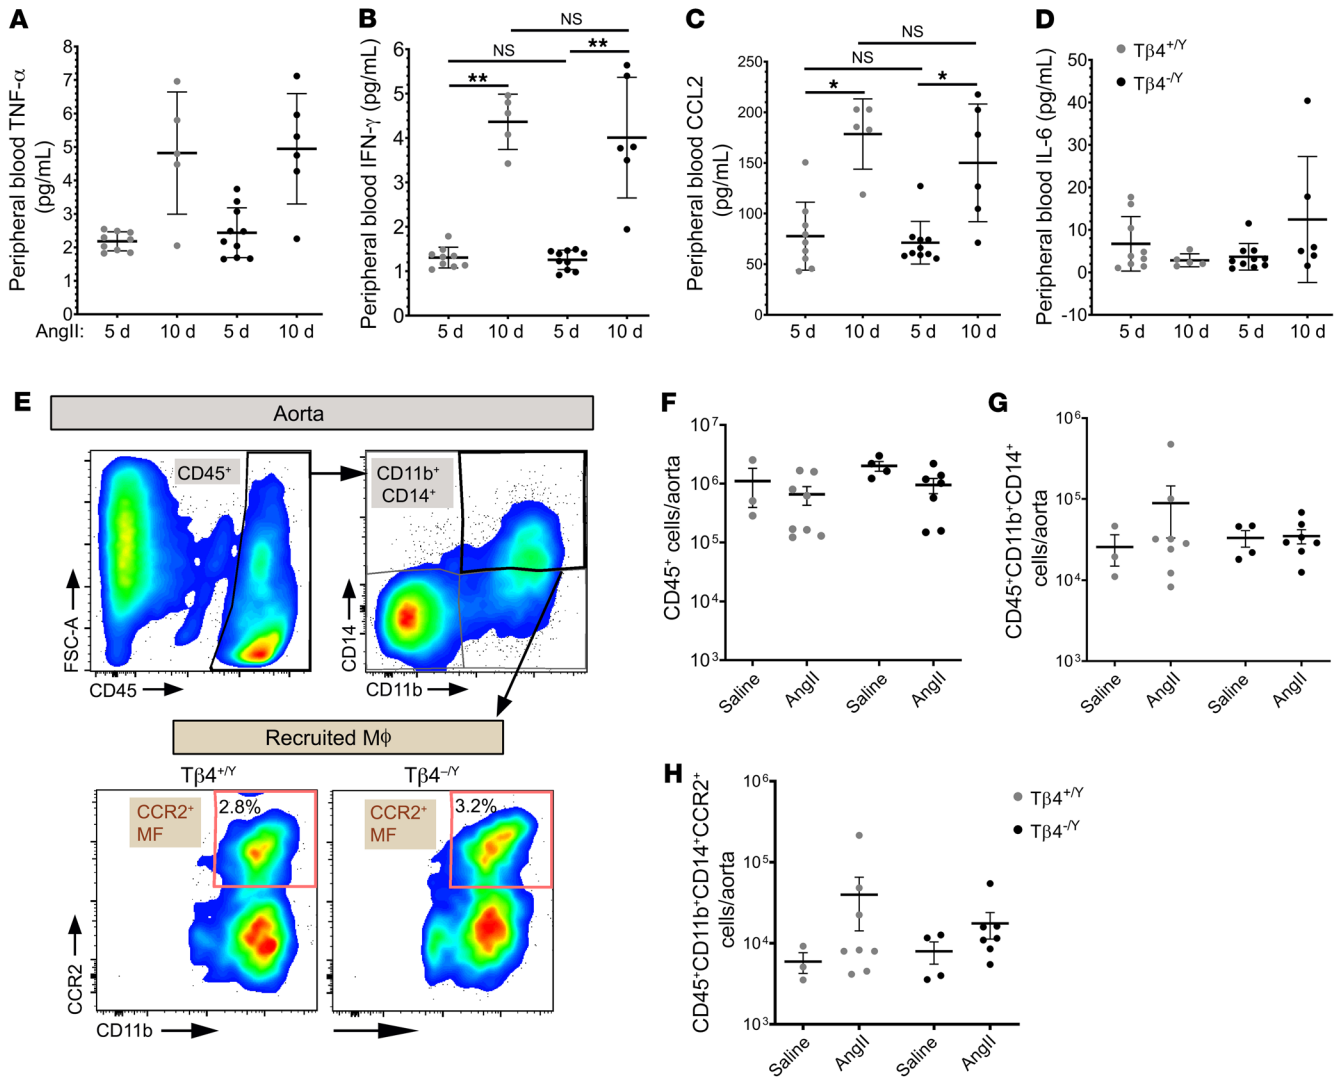 A
Peripheral blood TNF-α
(pg/mL)
8
7
6
5
4
3
2
1
0
AngII: 5 d 10 d 5 d 10 d
B
Peripheral blood IFN-γ (pg/mL)
6
5
4
3
2
1
0
NS
NS
**
**
5 d 10 d 5 d 10 d
C
Peripheral blood CCL2
(pg/mL)
250
200
150
100
50
0
NS
NS
*
*
5 d 10 d 5 d 10 d
D
Peripheral blood IL-6 (pg/mL)
50
40
30
20
10
0
-10
Tβ4+/Y
Tβ4-/Y
5 d 10 d 5 d 10 d
E
Aorta
CD45+
FSC-A
CD45
CD11b+
CD14+
CD14
CD11b
Recruited Mϕ
Tβ4+/Y
Tβ4–/Y
CCR2+
MF
2.8%
CCR2+
MF
3.2%
CCR2
CD11b
F
CD45+ cells/aorta
10⁷
10⁶
10⁵
10⁴
10³
Saline AngII Saline AngII
G
CD45+CD11b+CD14+
cells/aorta
10⁶
10⁵
10⁴
10³
Saline AngII Saline AngII
H
CD45+CD11b+CD14+CCR2+
cells/aorta
10⁶
10⁵
10⁴
10³
Tβ4+/Y
Tβ4-/Y
Saline AngII Saline AngII